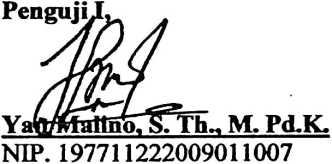 Penguji I,
Yan Malino, S. Th., M. Pd.K.
NIP. 197711222009011007